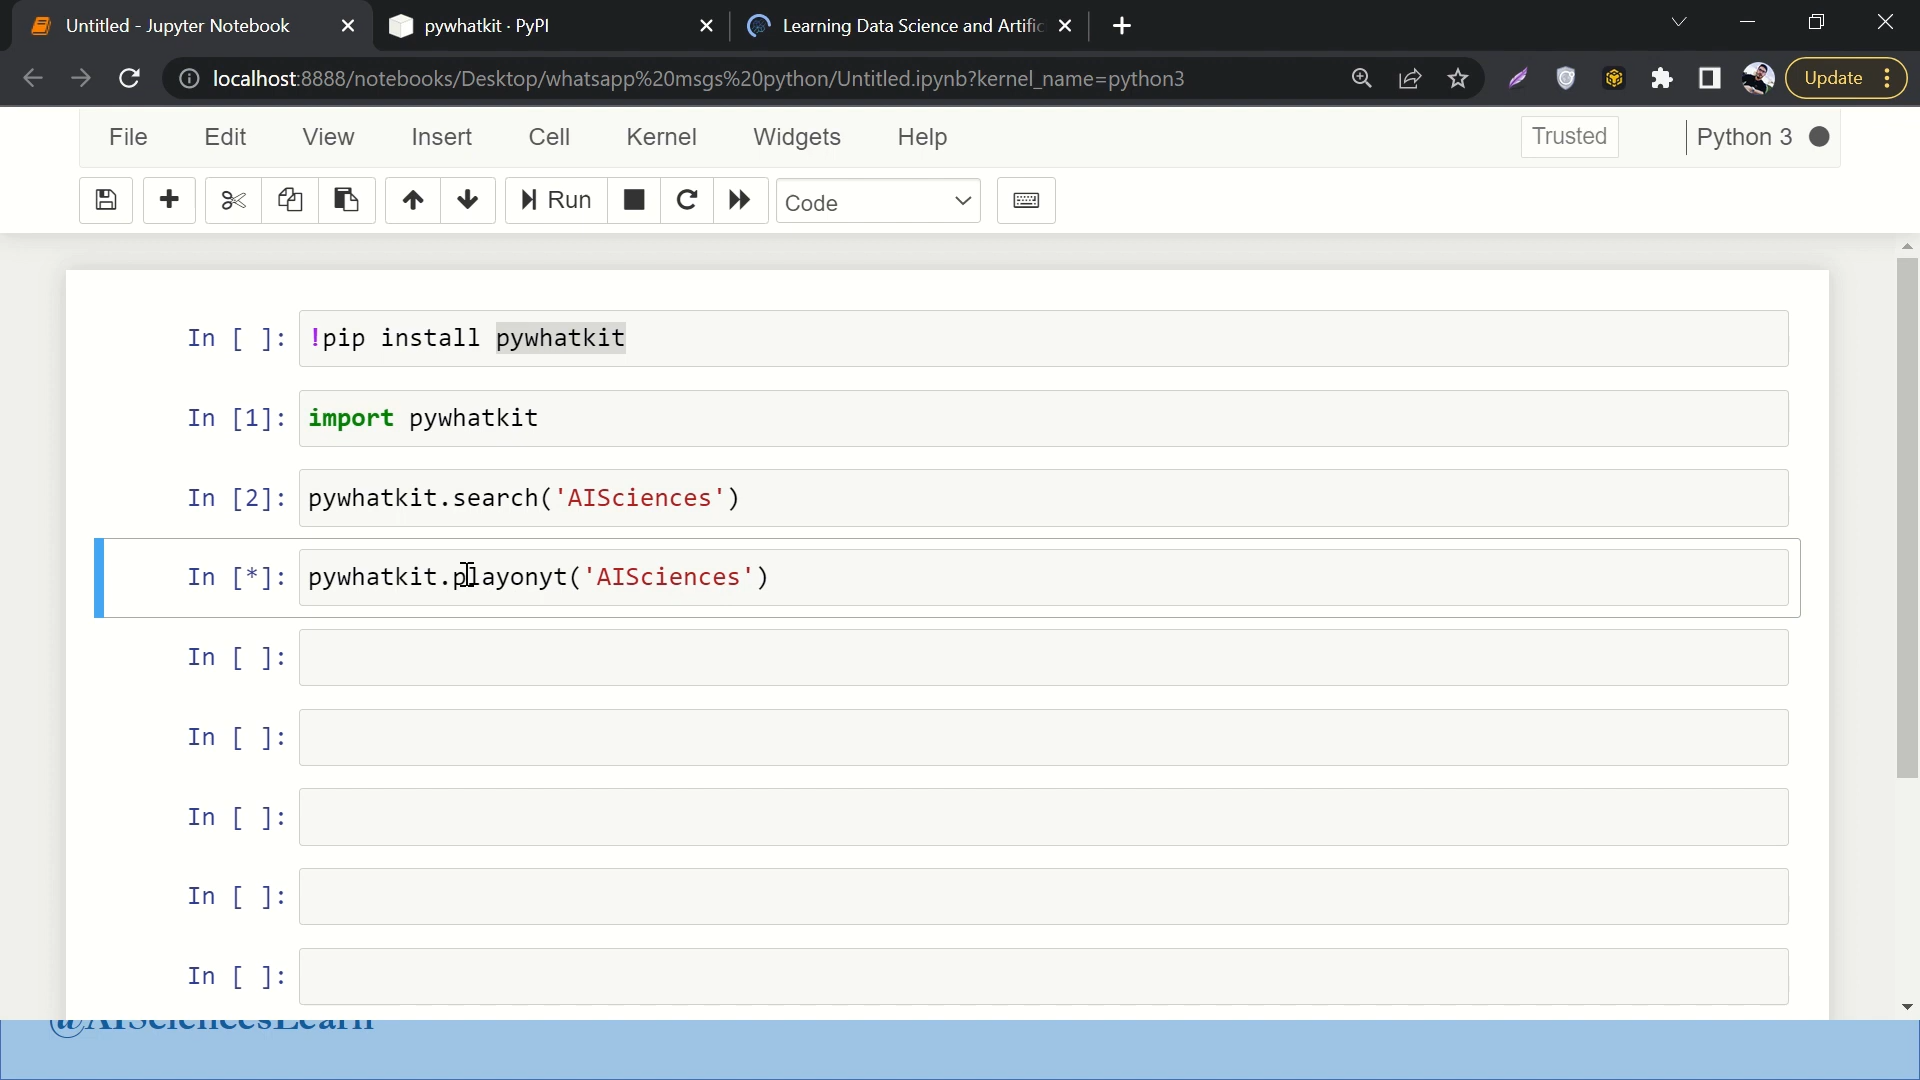 Untitled - Jupyter Notebook
pywhatkit · PyPI
Learning Data Science and Artific
localhost:8888/notebooks/Desktop/whatsapp%20msgs%20python/Untitled.ipynb?kernel_name=python3
Update
File Edit View Insert Cell Kernel Widgets Help
Trusted
Python 3
Run
Code
In [ ]: !pip install pywhatkit
In [1]: import pywhatkit
In [2]: pywhatkit.search('AISciences')
In [*]: pywhatkit.playonyt('AISciences')
In [ ]:
In [ ]:
In [ ]:
In [ ]:
In [ ]:
@AISciencesLearn